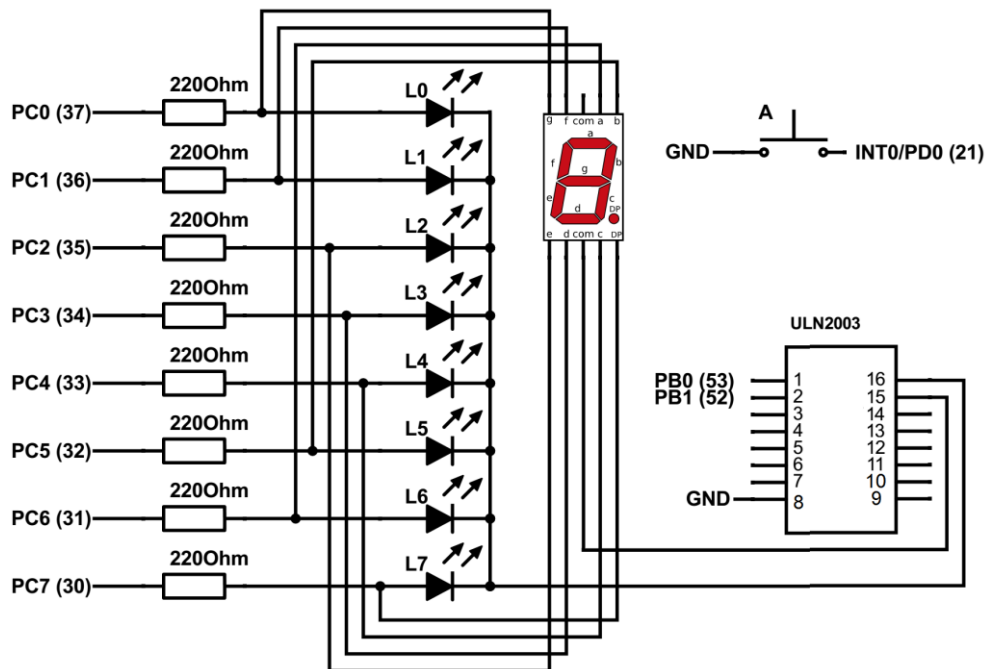 220Ohm
L0
PC0 (37)
220Ohm
L1
PC1 (36)
220Ohm
L2
PC2 (35)
220Ohm
L3
PC3 (34)
220Ohm
L4
PC4 (33)
220Ohm
L5
PC5 (32)
220Ohm
L6
PC6 (31)
220Ohm
L7
PC7 (30)
g f com a b
a
f b
g
e c
d DP
e d com c DP
A
GND INT0/PD0 (21)
ULN2003
PB0 (53) 1 16
PB1 (52) 2 15
3 14
4 13
5 12
6 11
7 10
GND 8 9